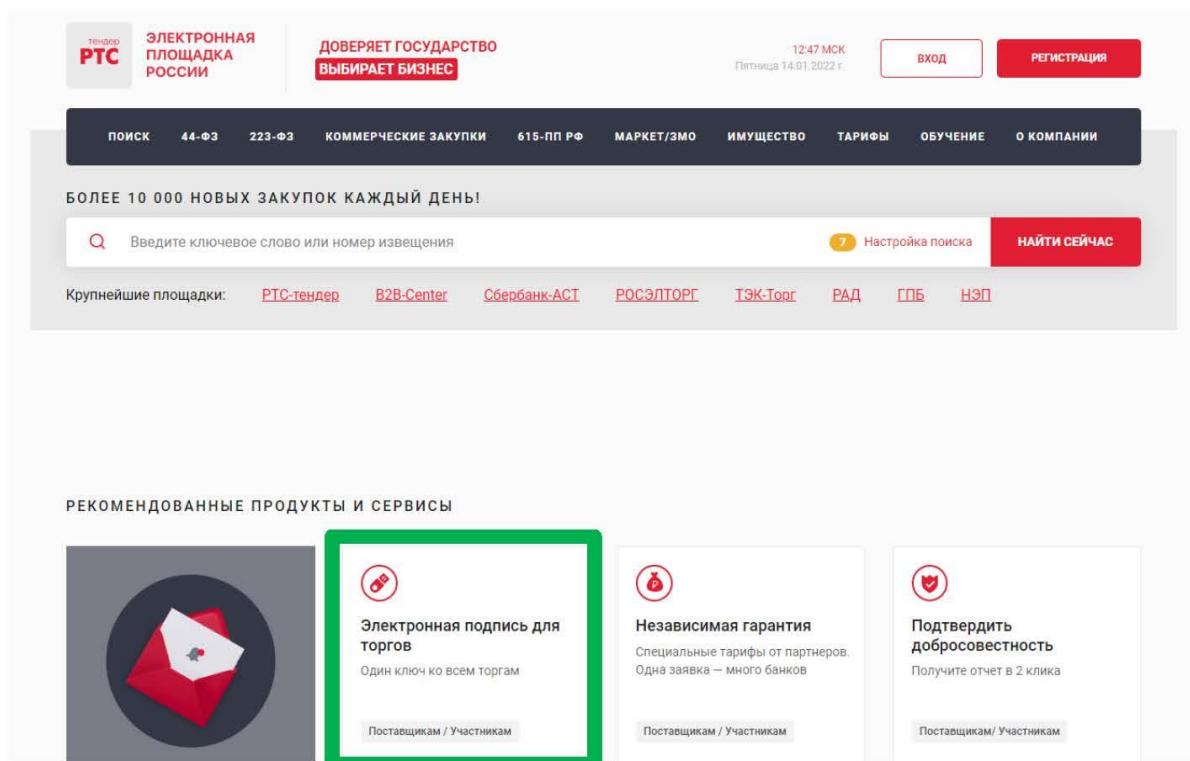 тендер
РТС
ЭЛЕКТРОННАЯ
ПЛОЩАДКА
РОССИИ
ДОВЕРЯЕТ ГОСУДАРСТВО
ВЫБИРАЕТ БИЗНЕС
12:47 МСК
Пятница 14.01.2022 г.
ВХОД
РЕГИСТРАЦИЯ
ПОИСК 44-ФЗ 223-ФЗ КОММЕРЧЕСКИЕ ЗАКУПКИ 615-ПП РФ МАРКЕТ/ЗМО ИМУЩЕСТВО ТАРИФЫ ОБУЧЕНИЕ О КОМПАНИИ
БОЛЕЕ 10 000 НОВЫХ ЗАКУПОК КАЖДЫЙ ДЕНЬ!
Введите ключевое слово или номер извещения 7 Настройка поиска НАЙТИ СЕЙЧАС
Крупнейшие площадки: РТС-тендер B2B-Center Сбербанк-АСТ РОСЭЛТОРГ ТЭК-Торг РАД ГПБ НЭП
РЕКОМЕНДОВАННЫЕ ПРОДУКТЫ И СЕРВИСЫ
Электронная подпись для
торгов
Один ключ ко всем торгам
Поставщикам / Участникам
Независимая гарантия
Специальные тарифы от партнеров.
Одна заявка — много банков
Поставщикам / Участникам
Подтвердить
добросовестность
Получите отчет в 2 клика
Поставщикам/ Участникам